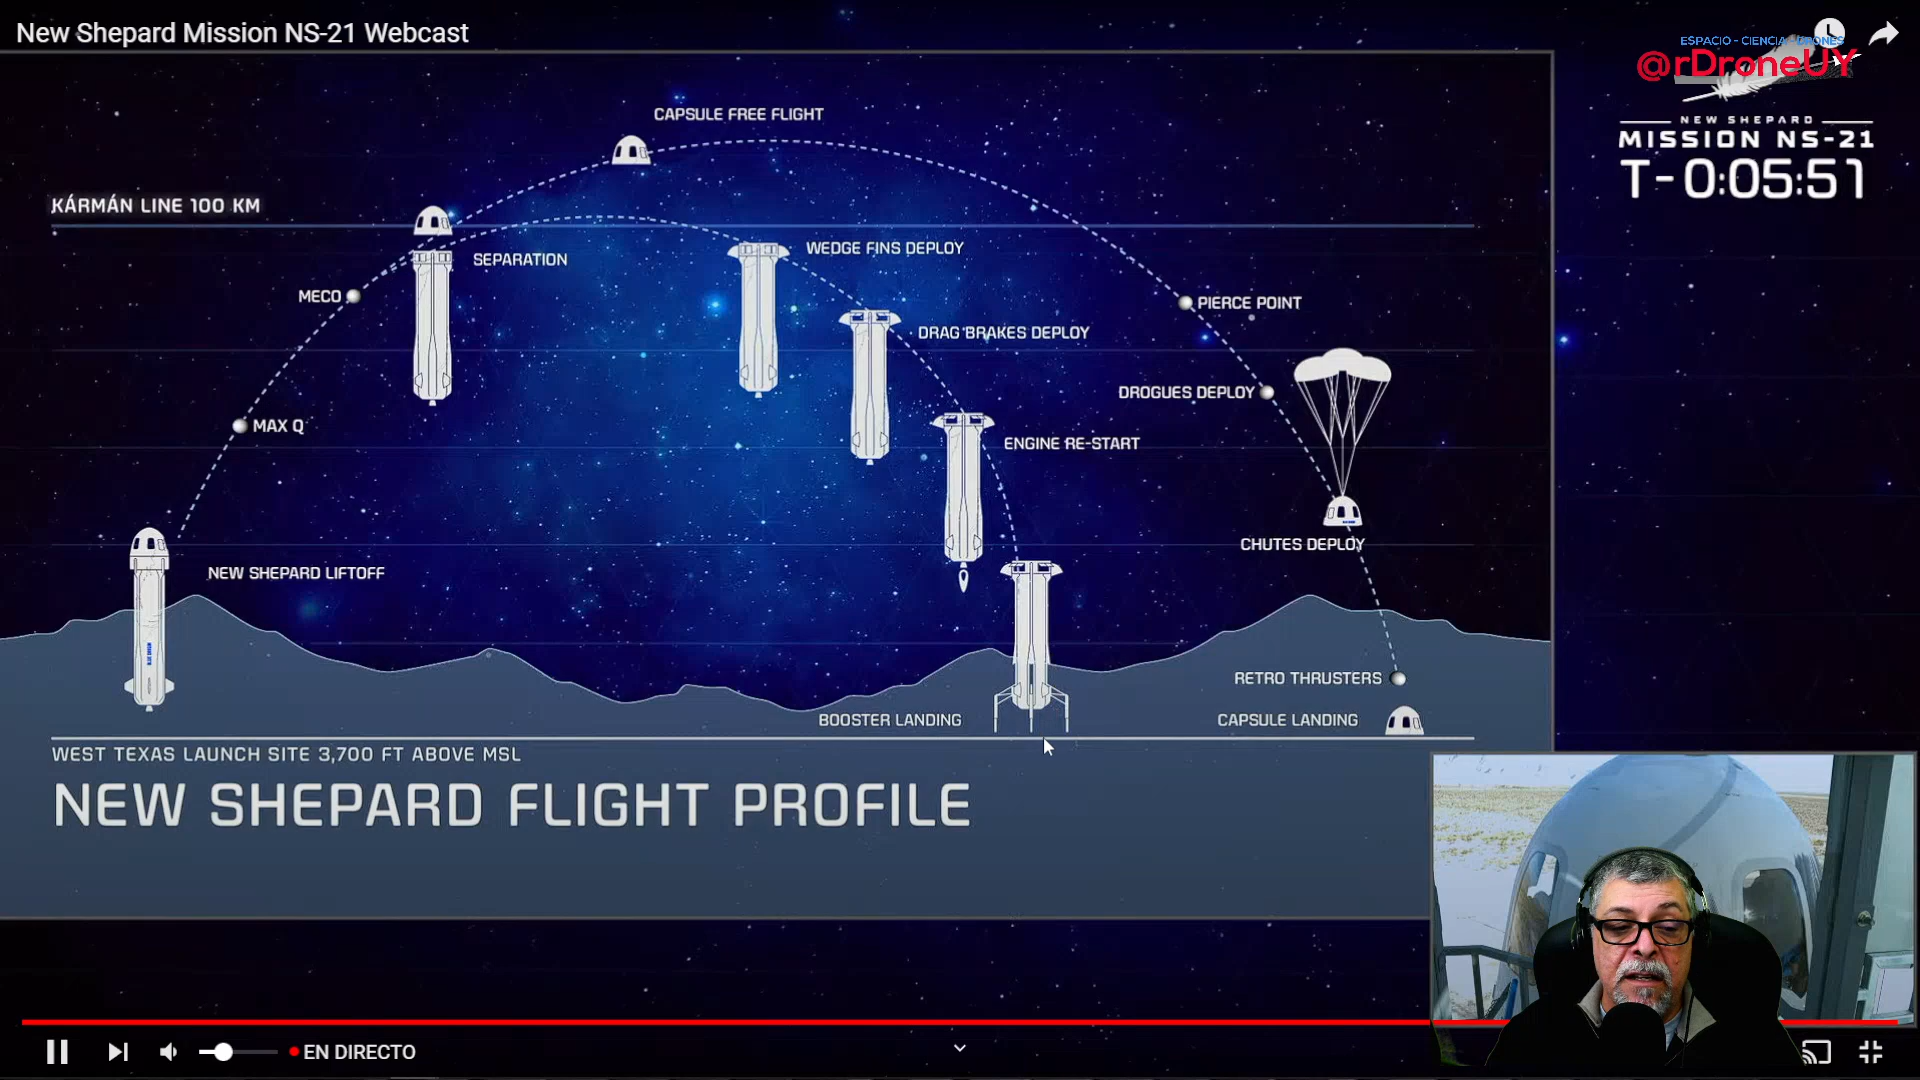 New Shepard Mission NS-21 Webcast
ESPACIO - CIENCIA - DRONES
@rDroneUY
NEW SHEPARD
MISSION NS-21
T-0:05:51
CAPSULE FREE FLIGHT
KÁRMÁN LINE 100 KM
SEPARATION
WEDGE FINS DEPLOY
MECO
PIERCE POINT
DRAG BRAKES DEPLOY
DROGUES DEPLOY
MAX Q
ENGINE RE-START
CHUTES DEPLOY
NEW SHEPARD LIFTOFF
RETRO THRUSTERS
BOOSTER LANDING
CAPSULE LANDING
WEST TEXAS LAUNCH SITE 3,700 FT ABOVE MSL
NEW SHEPARD FLIGHT PROFILE
EN DIRECTO